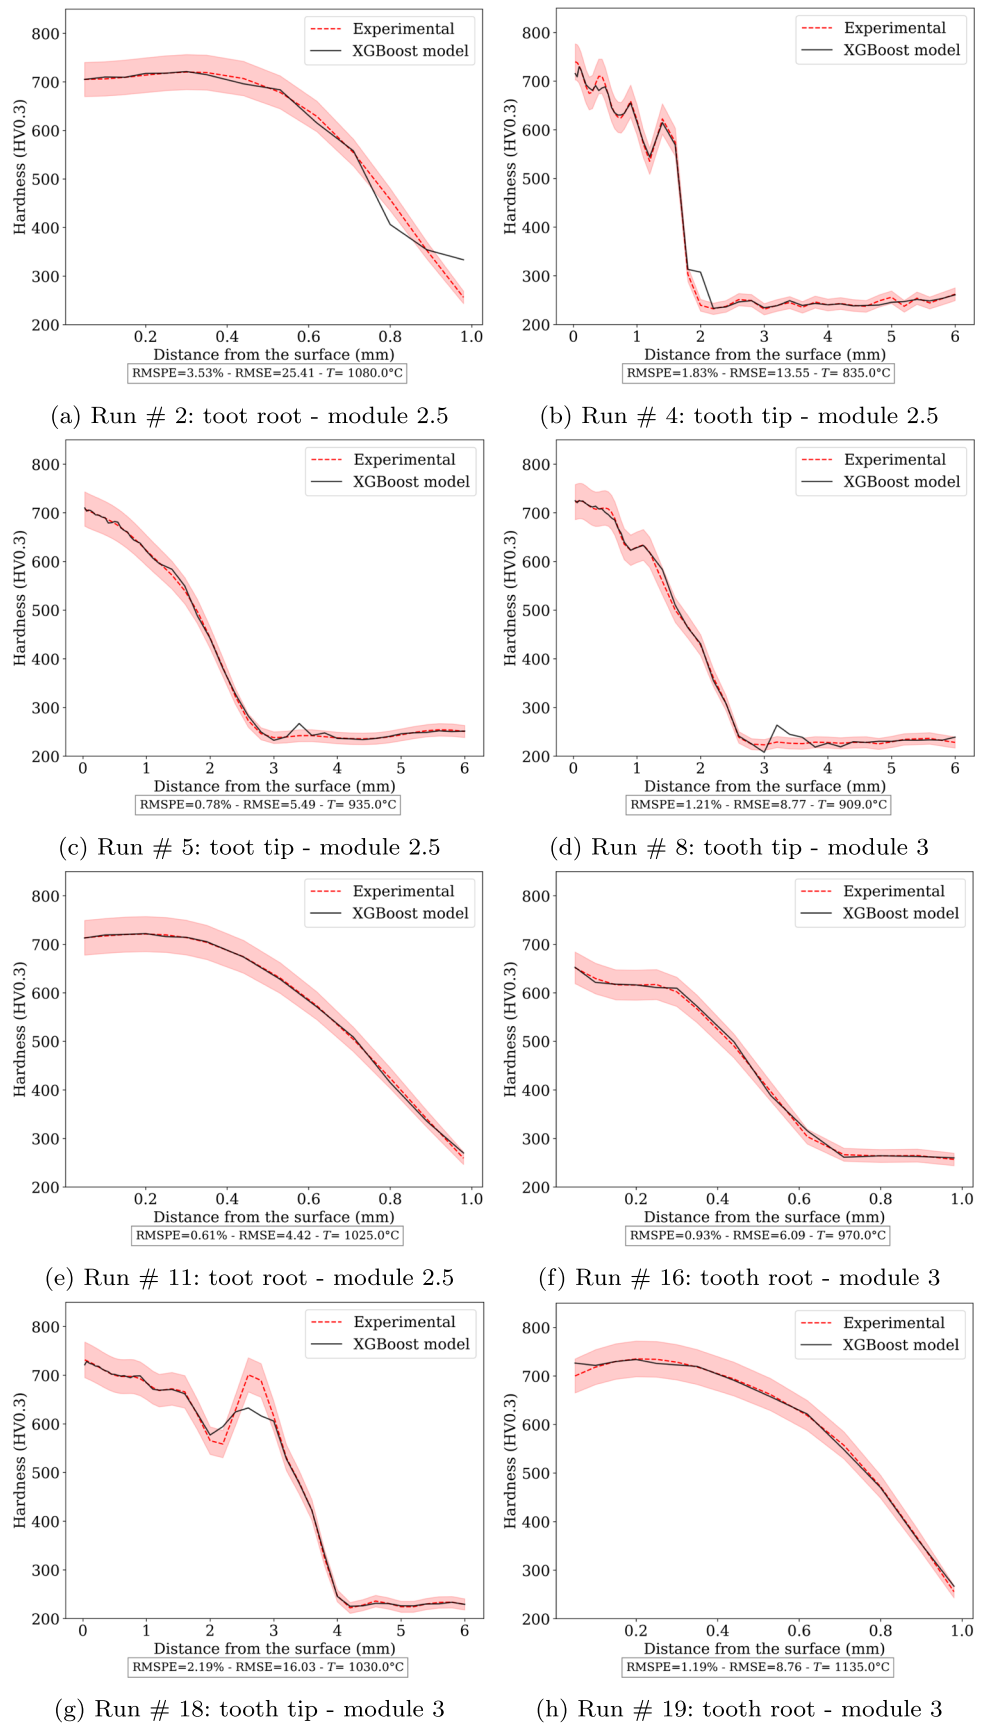 Experimental
XGBoost model
800
700
600
500
400
300
200
Hardness (HV0.3)
0.2 0.4 0.6 0.8 1.0
Distance from the surface (mm)
RMSPE=3.53% - RMSE=25.41 - T= 1080.0°C
(a) Run # 2: toot root - module 2.5
Experimental
XGBoost model
800
700
600
500
400
300
200
Hardness (HV0.3)
0 1 2 3 4 5 6
Distance from the surface (mm)
RMSPE=1.83% - RMSE=13.55 - T= 835.0°C
(b) Run # 4: tooth tip - module 2.5
Experimental
XGBoost model
800
700
600
500
400
300
200
Hardness (HV0.3)
0 1 2 3 4 5 6
Distance from the surface (mm)
RMSPE=0.78% - RMSE=5.49 - T= 935.0°C
(c) Run # 5: toot tip - module 2.5
Experimental
XGBoost model
800
700
600
500
400
300
200
Hardness (HV0.3)
0 1 2 3 4 5 6
Distance from the surface (mm)
RMSPE=1.21% - RMSE=8.77 - T= 909.0°C
(d) Run # 8: tooth tip - module 3
Experimental
XGBoost model
800
700
600
500
400
300
200
Hardness (HV0.3)
0.2 0.4 0.6 0.8 1.0
Distance from the surface (mm)
RMSPE=0.61% - RMSE=4.42 - T= 1025.0°C
(e) Run # 11: toot root - module 2.5
Experimental
XGBoost model
800
700
600
500
400
300
200
Hardness (HV0.3)
0.2 0.4 0.6 0.8 1.0
Distance from the surface (mm)
RMSPE=0.93% - RMSE=6.09 - T= 970.0°C
(f) Run # 16: tooth root - module 3
Experimental
XGBoost model
800
700
600
500
400
300
200
Hardness (HV0.3)
0 1 2 3 4 5 6
Distance from the surface (mm)
RMSPE=2.19% - RMSE=16.03 - T= 1030.0°C
(g) Run # 18: tooth tip - module 3
Experimental
XGBoost model
800
700
600
500
400
300
200
Hardness (HV0.3)
0.2 0.4 0.6 0.8 1.0
Distance from the surface (mm)
RMSPE=1.19% - RMSE=8.76 - T= 1135.0°C
(h) Run # 19: tooth root - module 3